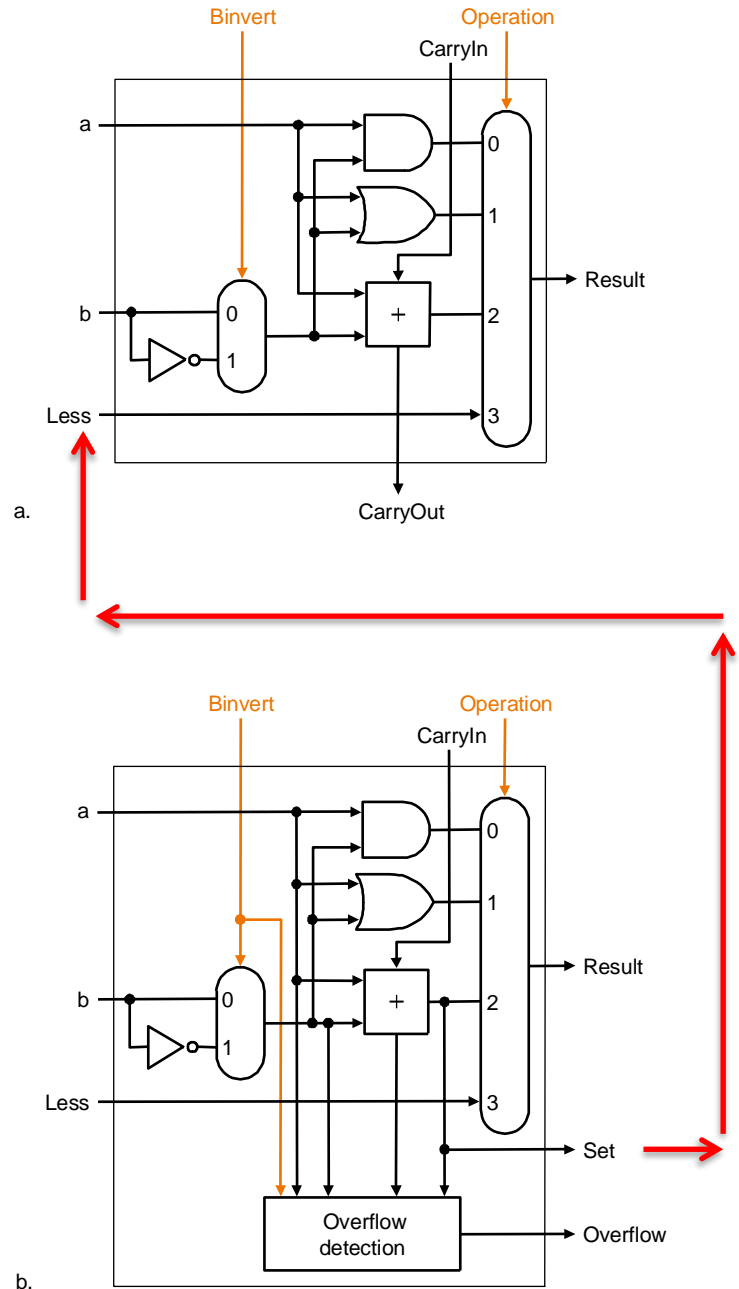 Binvert
Operation
CarryIn
a
0
1
b
0
+
2
Result
1
Less
3
a.
CarryOut
Binvert
Operation
CarryIn
a
0
1
b
0
+
2
Result
1
Less
3
Set
Overflow
detection
Overflow
b.